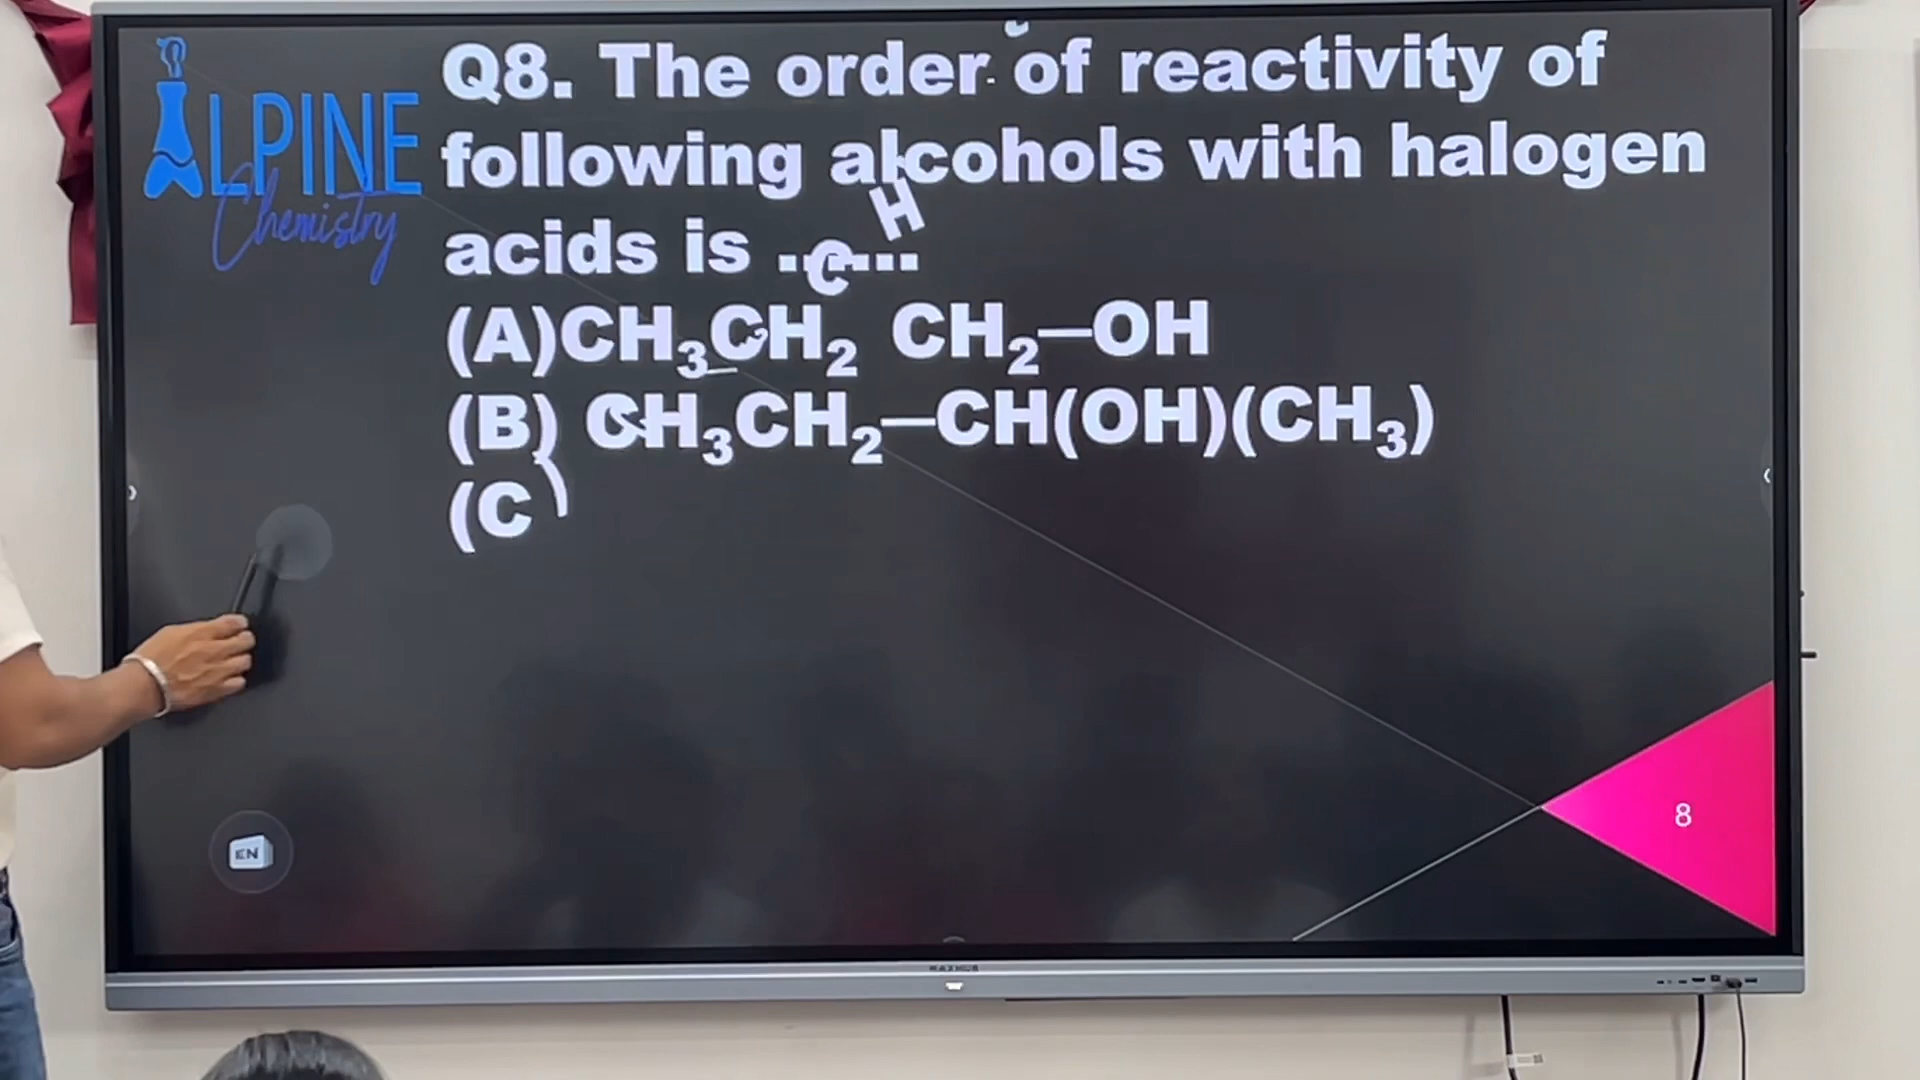 ALPINE
Chemistry
Q8. The order of reactivity of
following alcohols with halogen
acids is ......
C H
(A)CH₃CH₂ CH₂—OH
(B) CH₃CH₂—CH(OH)(CH₃)
(C )
EN
8
MAXHUB